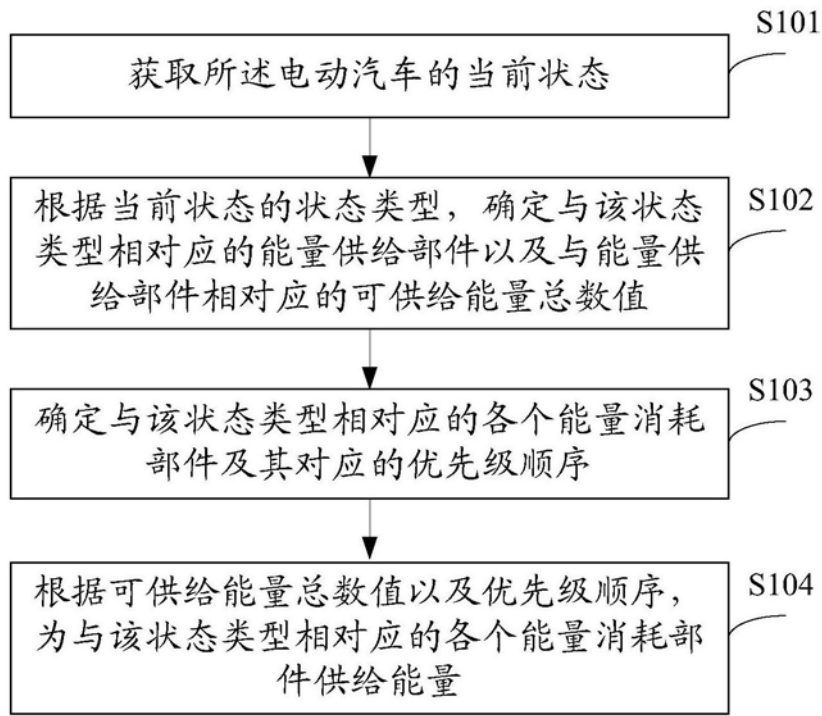 S101
获取所述电动汽车的当前状态
S102
根据当前状态的状态类型，确定与该状态
类型相对应的能量供给部件以及与能量供
给部件相对应的可供给能量总数值
S103
确定与该状态类型相对应的各个能量消耗
部件及其对应的优先级顺序
S104
根据可供给能量总数值以及优先级顺序，
为与该状态类型相对应的各个能量消耗部
件供给能量